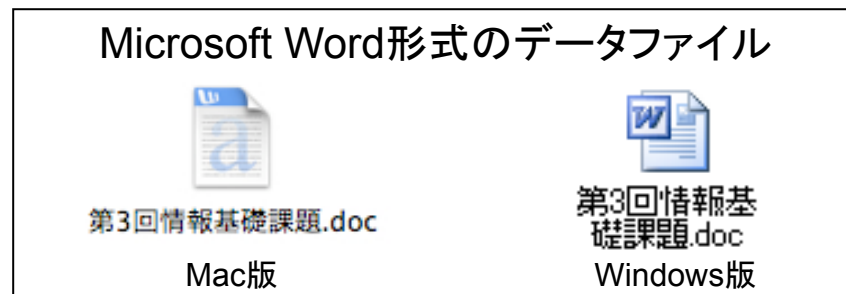 Microsoft Word形式のデータファイル
第3回情報基礎課題.doc
第3回情報基
礎課題.doc
Mac版
Windows版